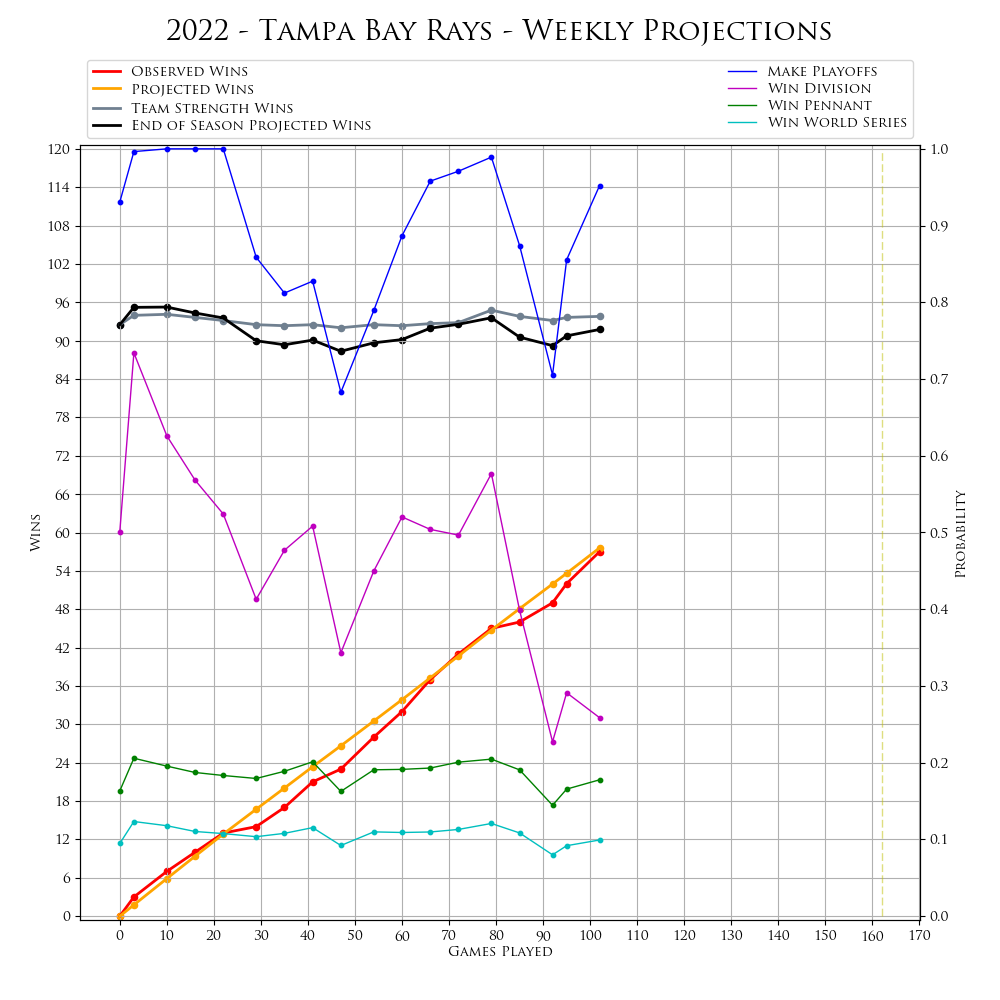 2022 - Tampa Bay Rays - Weekly Projections
Observed Wins
Projected Wins
Team Strength Wins
End of Season Projected Wins
Make Playoffs
Win Division
Win Pennant
Win World Series
120
114
108
102
96
90
84
78
72
66
60
54
48
42
36
30
24
18
12
6
0
Wins
1.0
0.9
0.8
0.7
0.6
0.5
0.4
0.3
0.2
0.1
0.0
Probability
0 10 20 30 40 50 60 70 80 90 100 110 120 130 140 150 160 170
Games Played